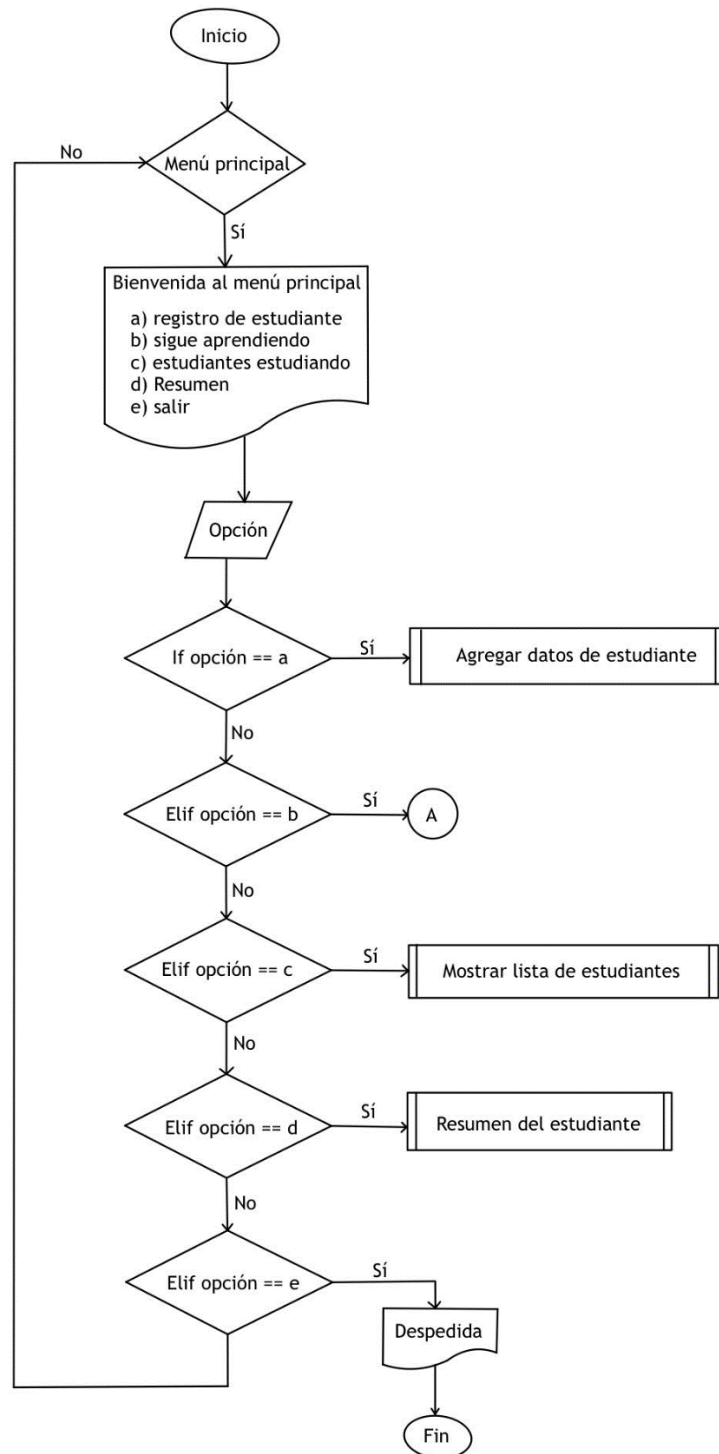 Inicio
No
Menú principal
Sí
Bienvenida al menú principal
a) registro de estudiante
b) sigue aprendiendo
c) estudiantes estudiando
d) Resumen
e) salir
Opción
If opción == a
Sí
Agregar datos de estudiante
No
Elif opción == b
Sí
A
No
Elif opción == c
Sí
Mostrar lista de estudiantes
No
Elif opción == d
Sí
Resumen del estudiante
No
Elif opción == e
Sí
Despedida
Fin